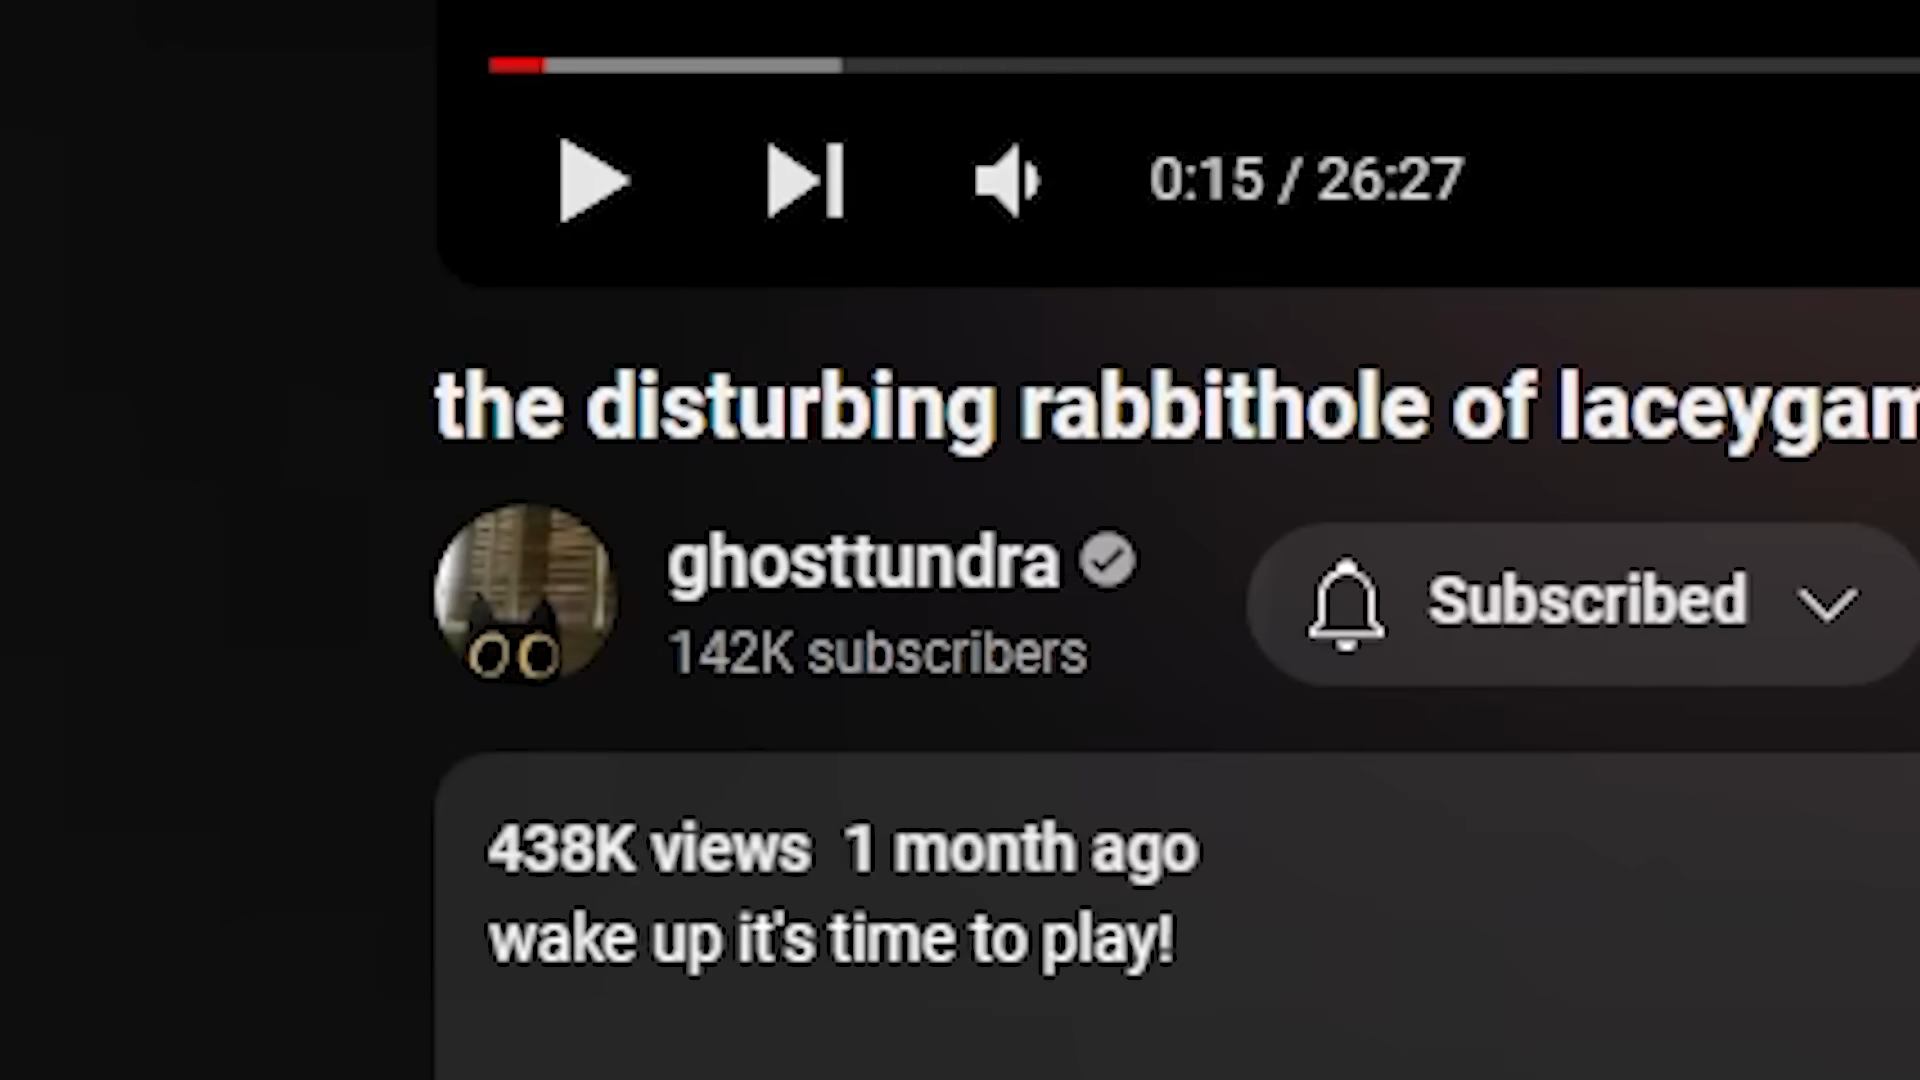 0:15 / 26:27
the disturbing rabbithole of laceygam
ghosttundra
142K subscribers
Subscribed
438K views 1 month ago
wake up it's time to play!